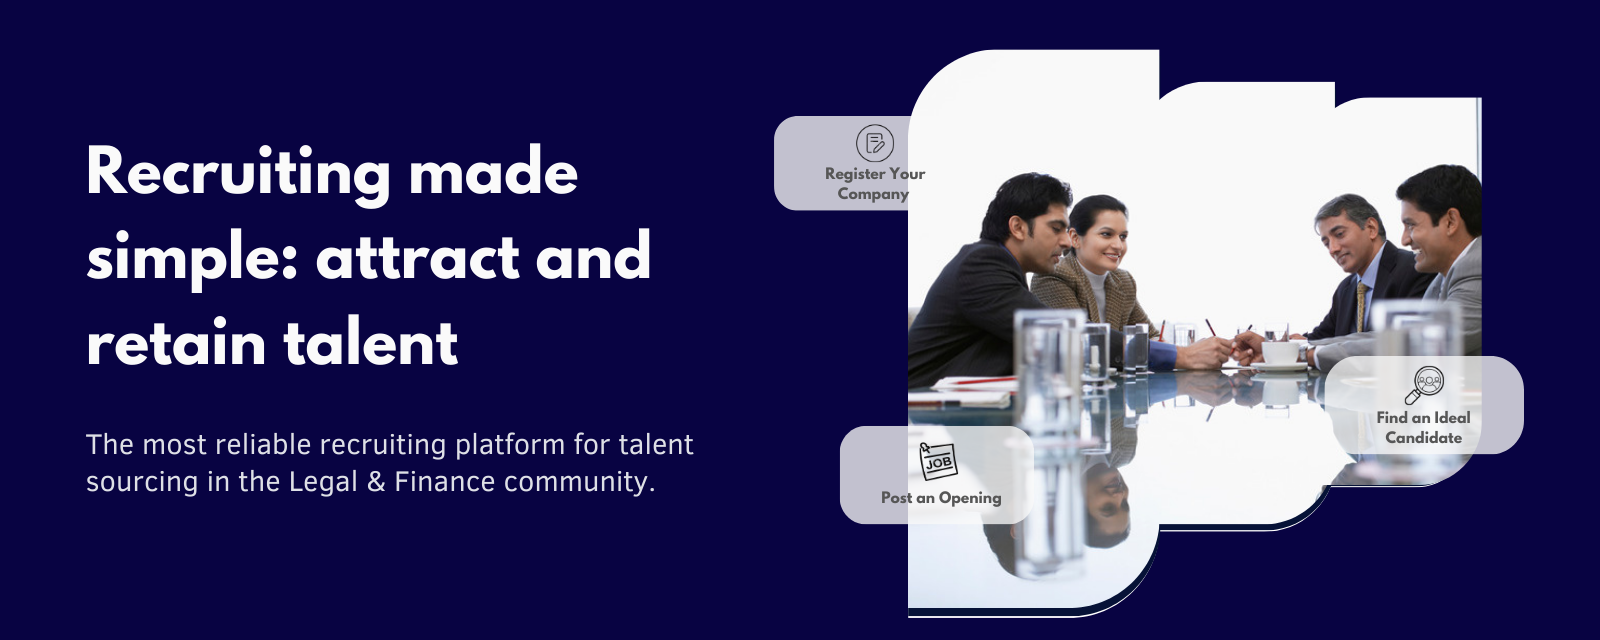 Recruiting made
simple: attract and
retain talent
The most reliable recruiting platform for talent
sourcing in the Legal & Finance community.
Register Your
Company
JOB
Post an Opening
Find an Ideal
Candidate